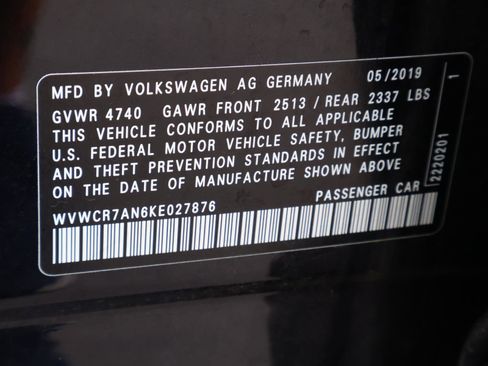 MFD BY VOLKSWAGEN AG GERMANY 05/2019
GVWR 4740 GAWR FRONT 2513 / REAR 2337 LBS
THIS VEHICLE CONFORMS TO ALL APPLICABLE
U.S. FEDERAL MOTOR VEHICLE SAFETY, BUMPER
AND THEFT PREVENTION STANDARDS IN EFFECT
ON THE DATE OF MANUFACTURE SHOWN ABOVE
WVWCR7AN6KE027876 PASSENGER CAR
2220201 1